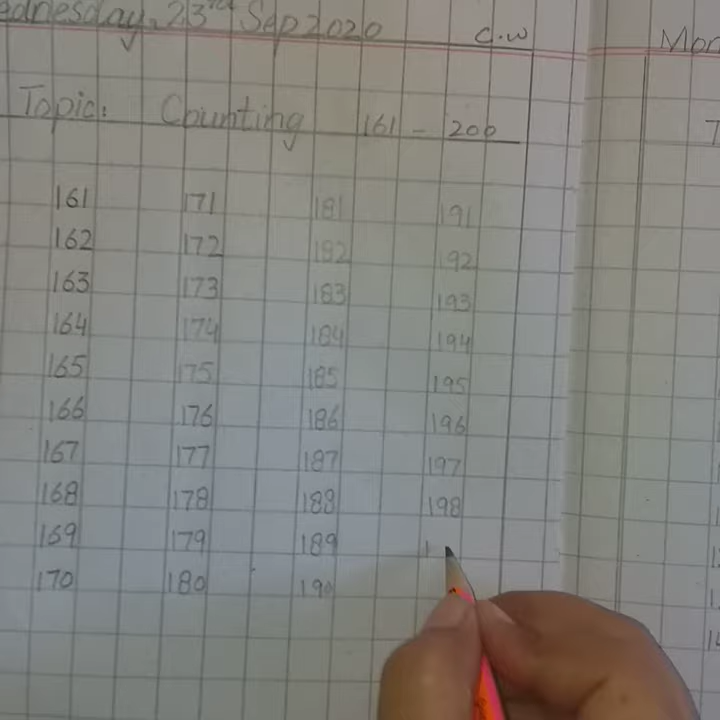 Wednesday, 23rd Sep 2020 C.W
Topic: Counting 161 - 200
161 171 181 191
162 172 182 192
163 173 183 193
164 174 184 194
165 175 185 195
166 176 186 196
167 177 187 197
168 178 188 198
169 179 189 1
170 180 190